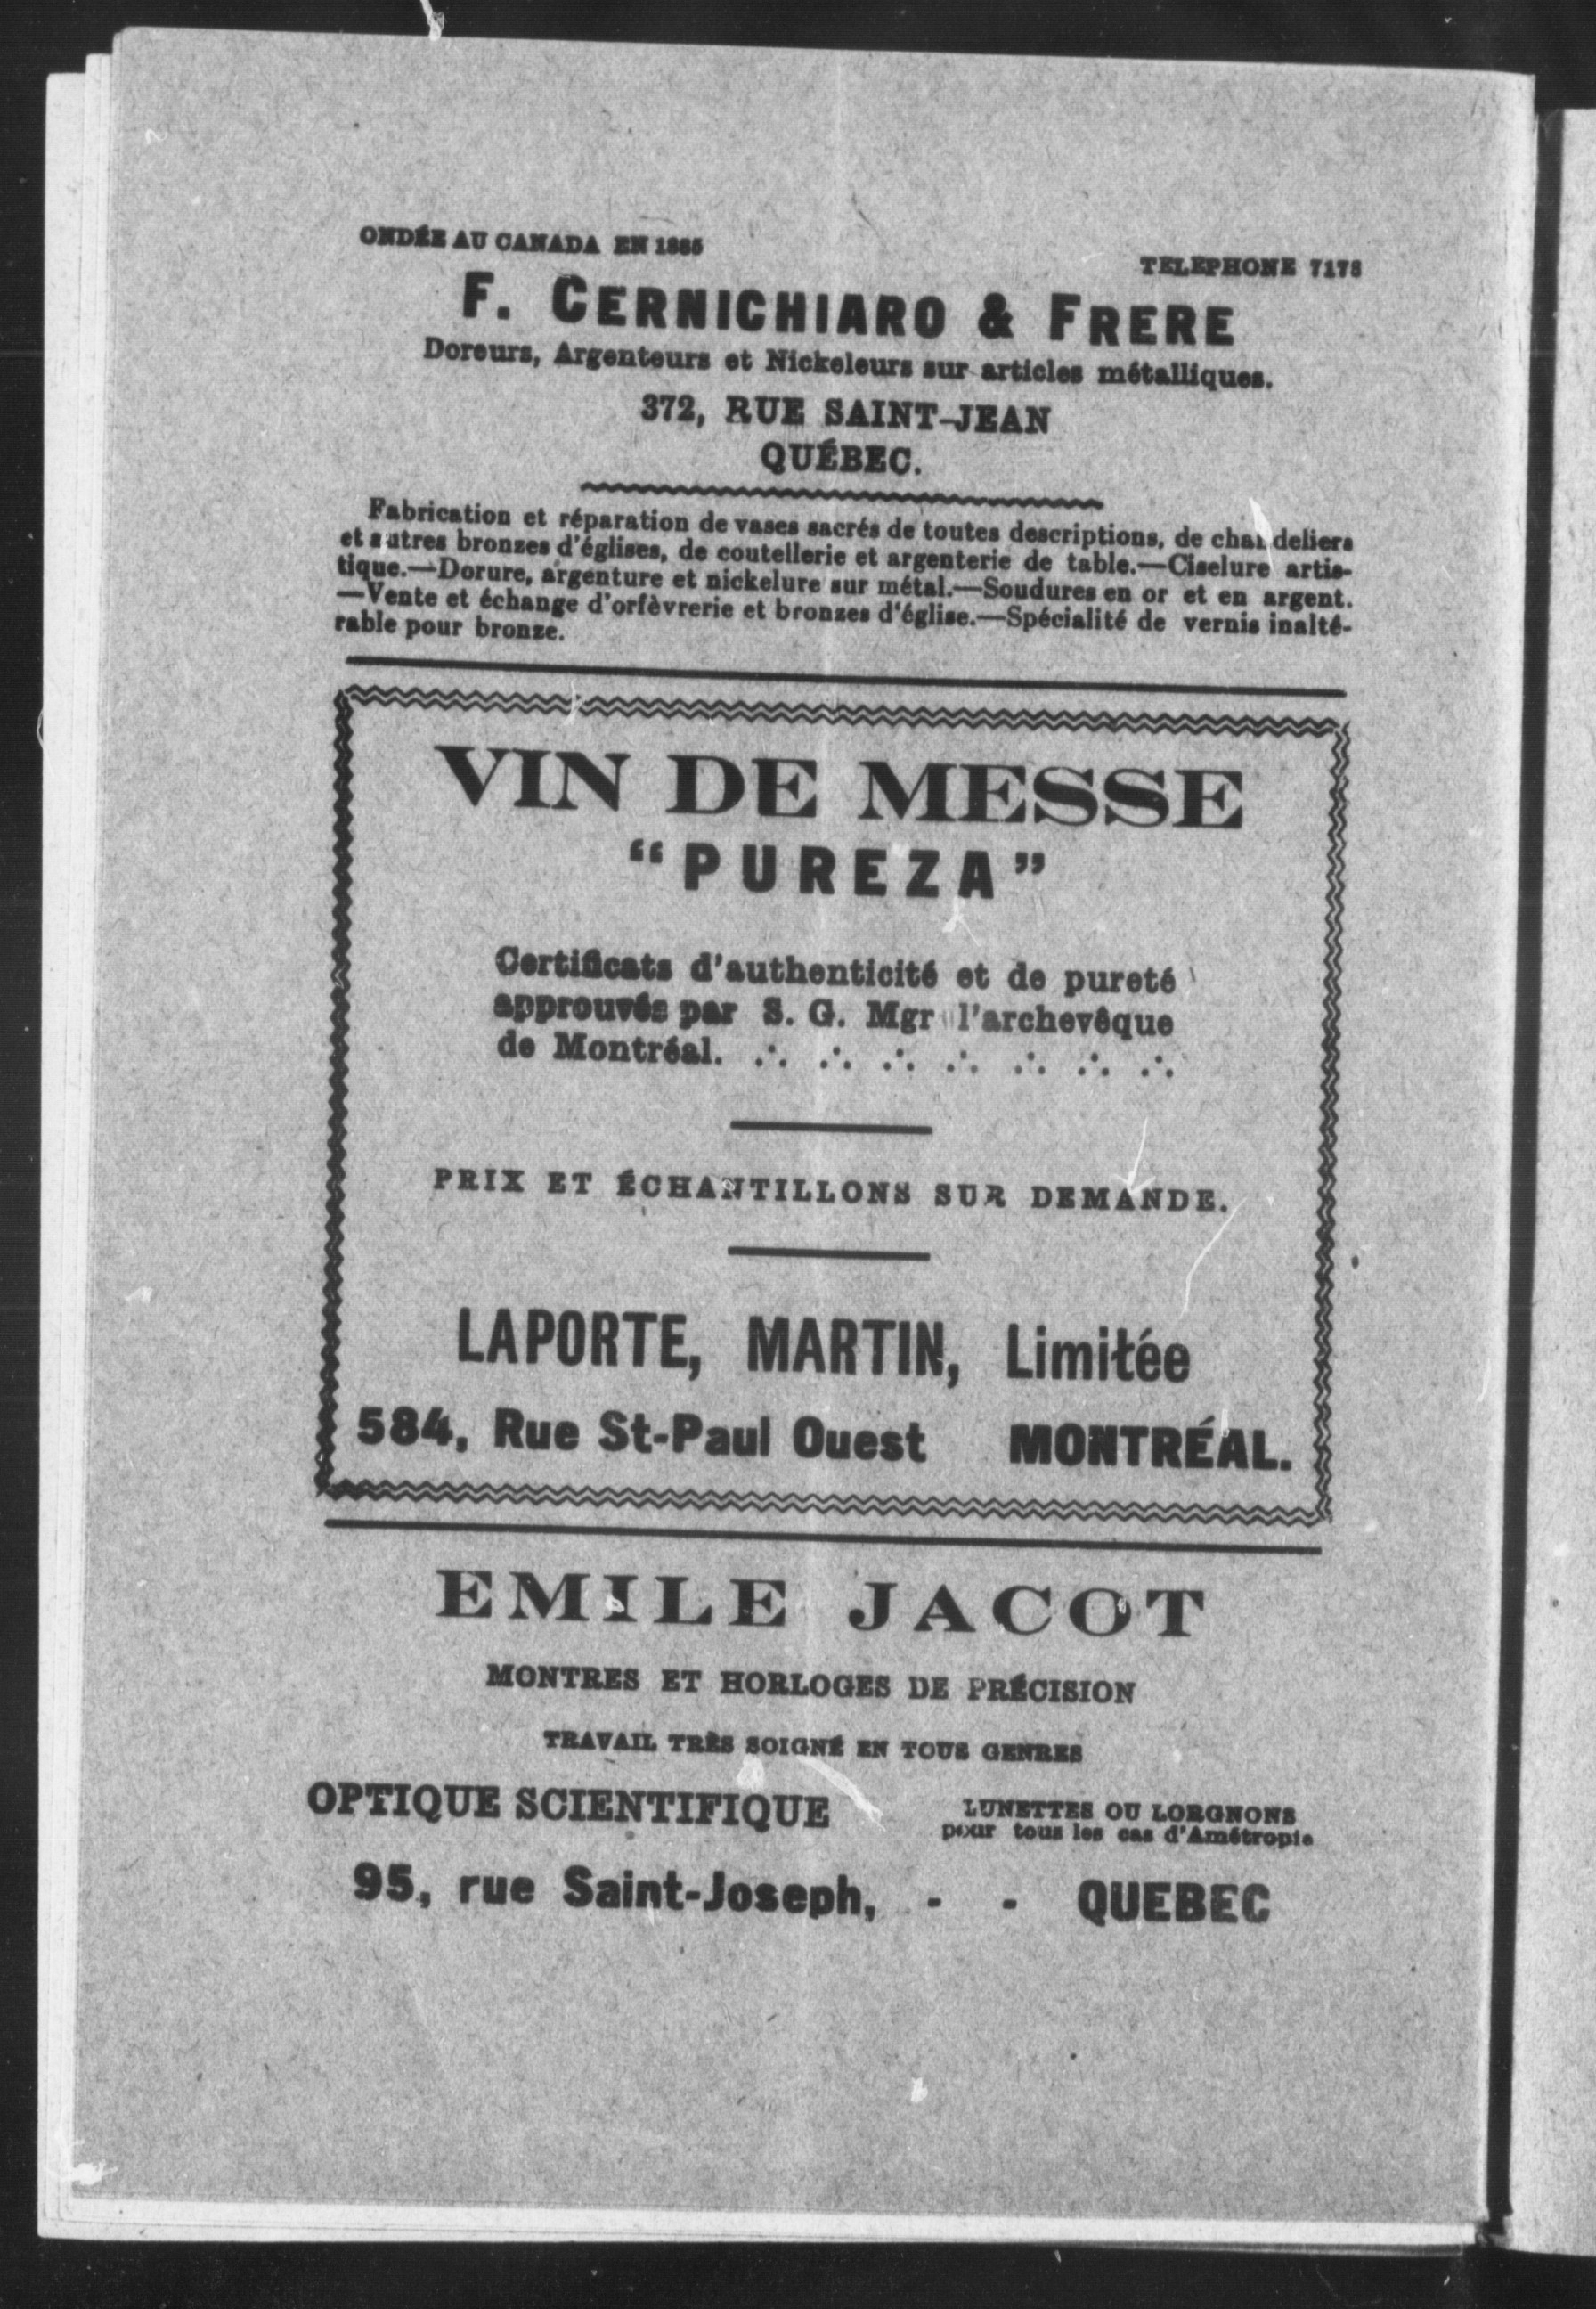 ONDÉE AU CANADA EN 1885
TELEPHONE 7178
F. CERNICHIARO & FRERE
Doreurs, Argenteurs et Nickeleurs sur articles métalliques.
372, RUE SAINT-JEAN
QUÉBEC.
Fabrication et réparation de vases sacrés de toutes descriptions, de chandeliers
et autres bronzes d'églises, de coutellerie et argenterie de table.—Ciselure artis-
tique.—Dorure, argenture et nickelure sur métal.—Soudures en or et en argent.
—Vente et échange d'orfèvrerie et bronzes d'église.—Spécialité de vernis inalté-
rable pour bronze.
VIN DE MESSE
“PUREZA”
Certificats d'authenticité et de pureté
approuvés par S. G. Mgr l'archevêque
de Montréal. ∴ ∴ ∴ ∴ ∴ ∴ ∴
PRIX ET ÉCHANTILLONS SUR DEMANDE.
LAPORTE, MARTIN, Limitée
584, Rue St-Paul Ouest MONTRÉAL.
EMILE JACOT
MONTRES ET HORLOGES DE PRÉCISION
TRAVAIL TRÈS SOIGNÉ EN TOUS GENRES
OPTIQUE SCIENTIFIQUE
LUNETTES OU LORGNONS
pour tous les cas d'Amétropie
95, rue Saint-Joseph, - - QUEBEC